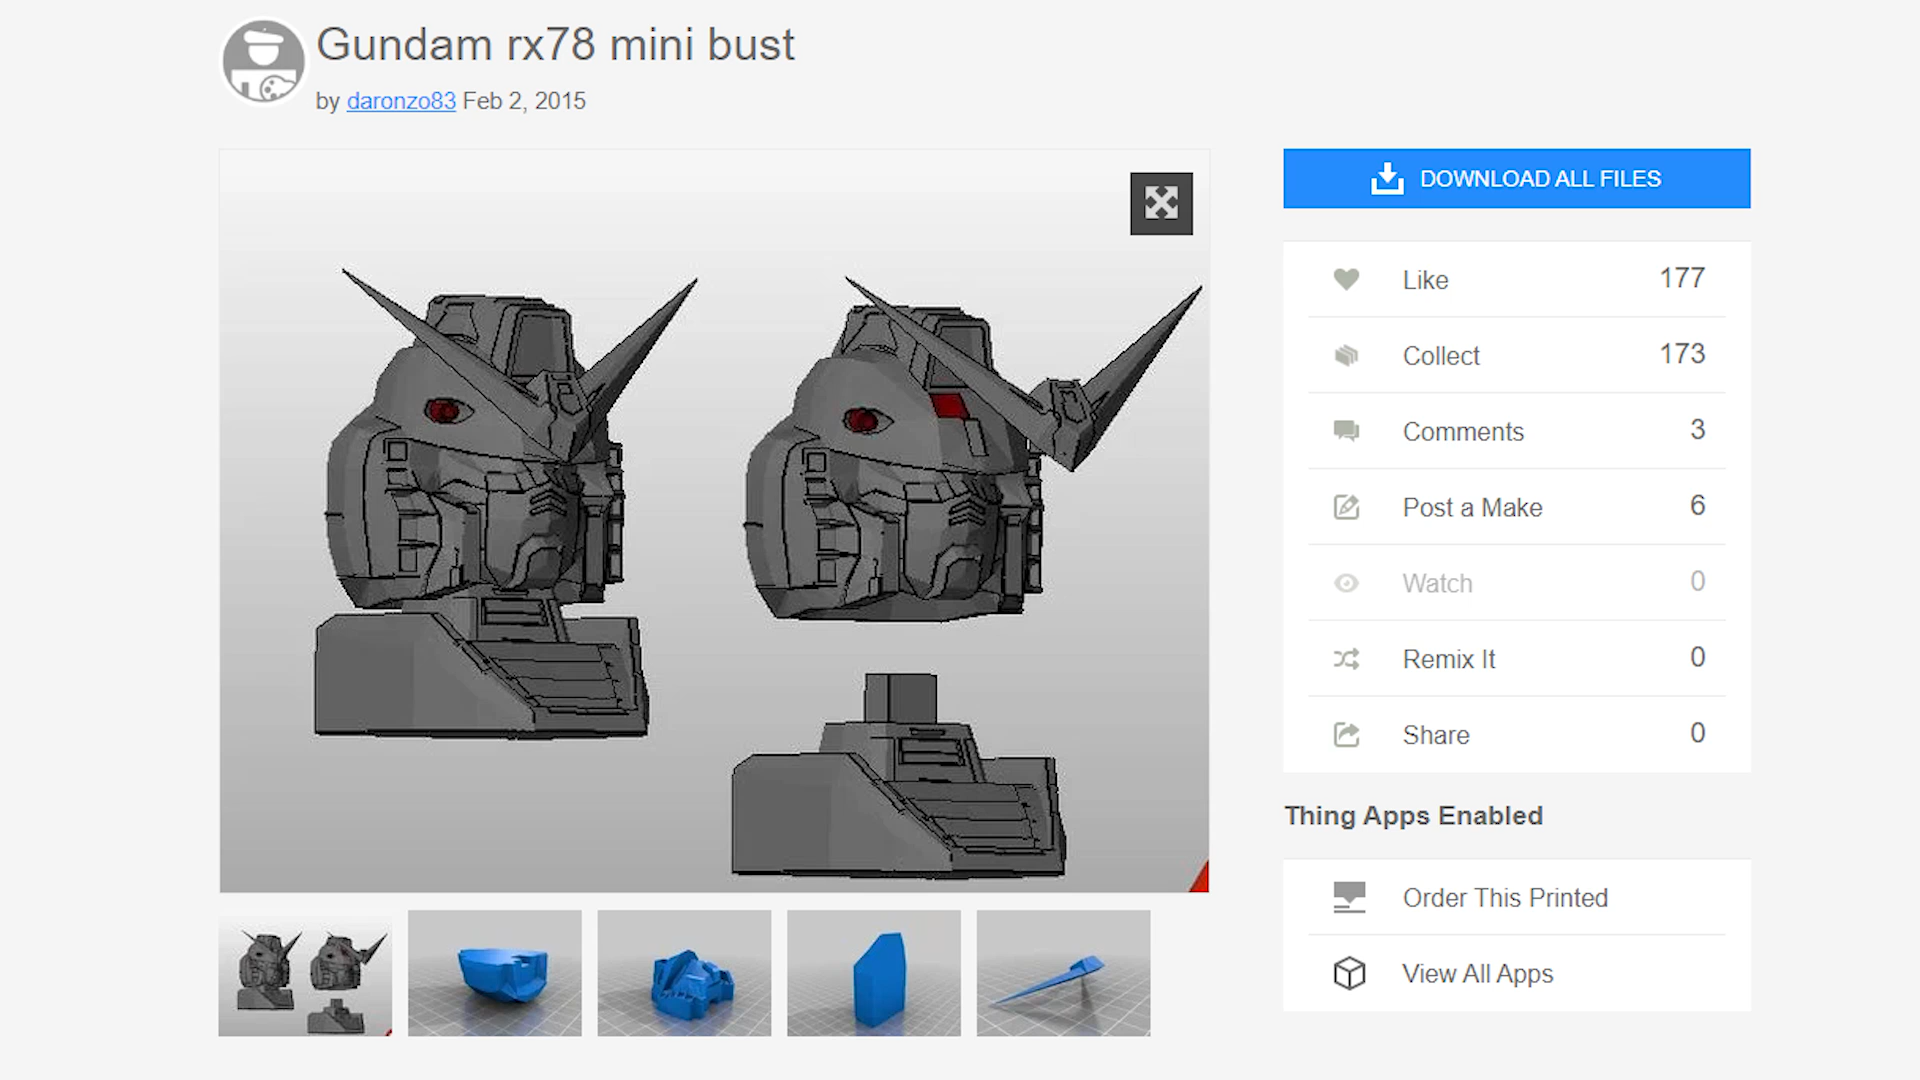 Gundam rx78 mini bust
by daronzo83 Feb 2, 2015
DOWNLOAD ALL FILES
Like 177
Collect 173
Comments 3
Post a Make 6
Watch 0
Remix It 0
Share 0
Thing Apps Enabled
Order This Printed
View All Apps